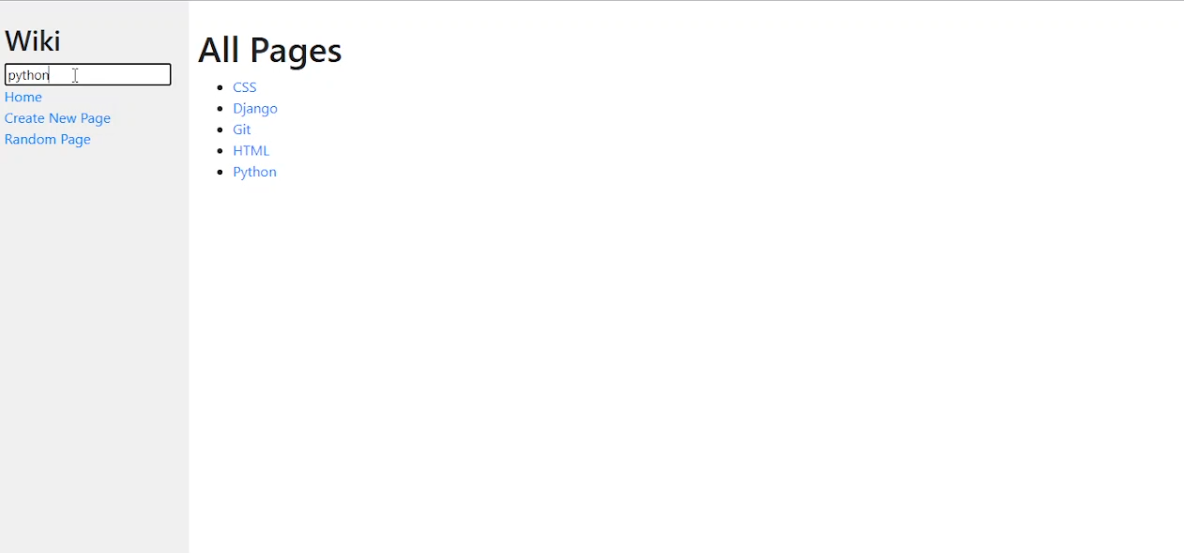 Wiki
python
Home
Create New Page
Random Page
All Pages
CSS
Django
Git
HTML
Python